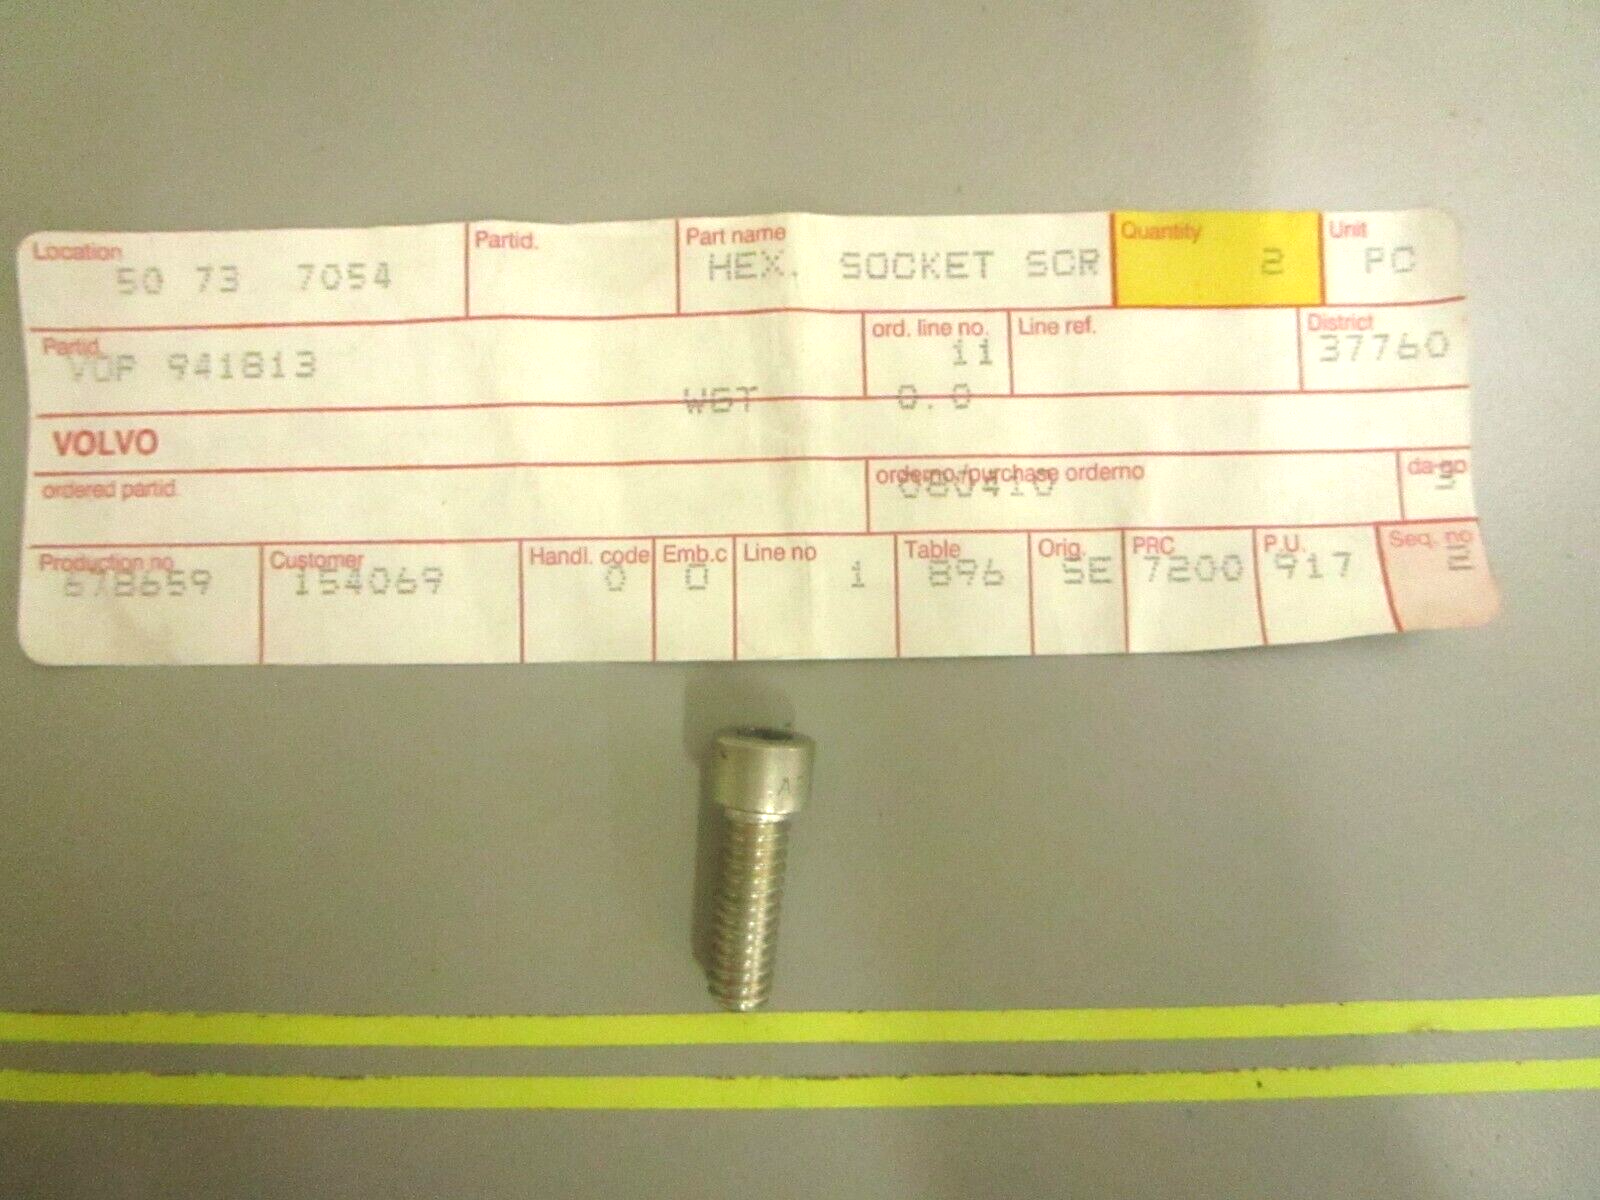 Location Partid. Part name Quantity Unit
50 73 7054 HEX. SOCKET SCR 2 PC
Partid. ord. line no. Line ref. District
VOP 941813 11 37760
WGT 0.0
VOLVO
ordered partid. orderno./purchase orderno da-go
080410
Production no Customer Handl. code Emb.c Line no Table Orig. PRC P.U. Seq. no
678659 154069 0 0 1 896 SE 7200 917 2